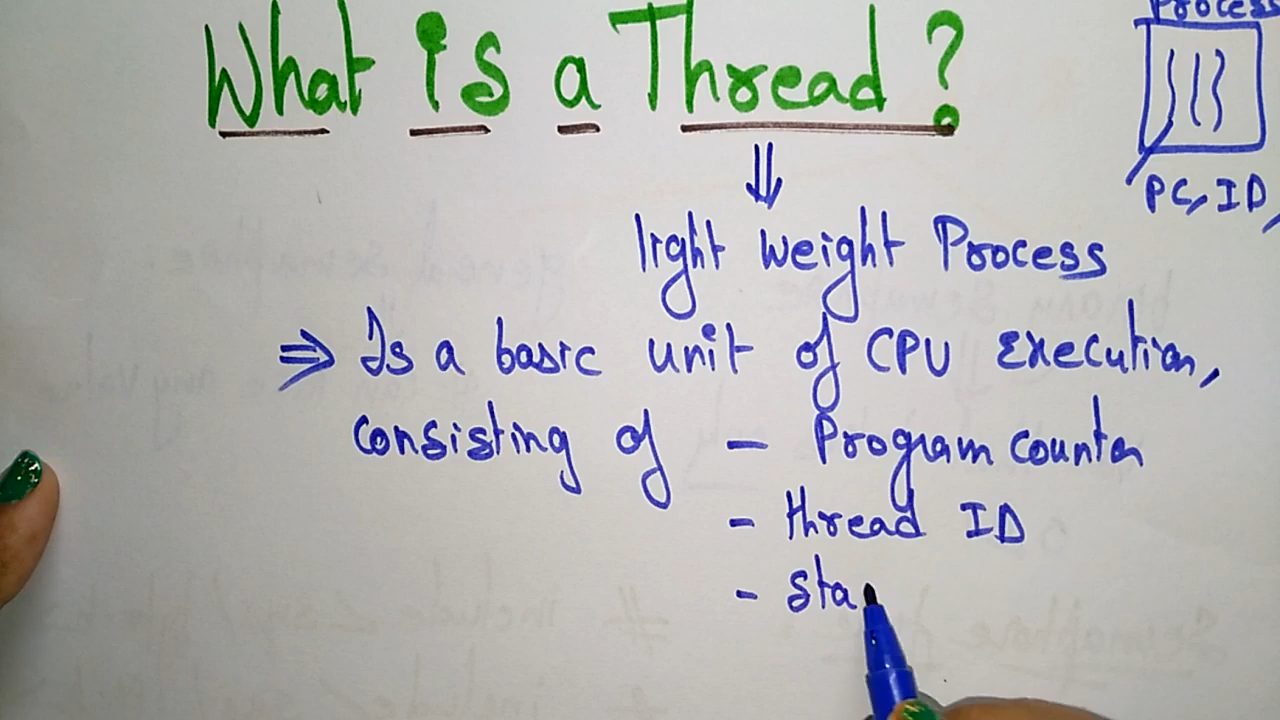 What is a Thread?
Process
PC, ID,
light weight Process
⇒ Is a basic unit of CPU Execution,
consisting of - Program counter
- thread ID
- sta